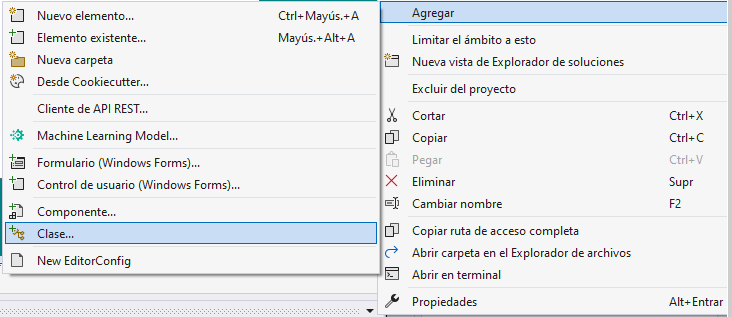 Nuevo elemento... Ctrl+Mayús.+A
Elemento existente... Mayús.+Alt+A
Nueva carpeta
Desde Cookiecutter...
Cliente de API REST...
Machine Learning Model...
Formulario (Windows Forms)...
Control de usuario (Windows Forms)...
Componente...
Clase...
New EditorConfig
Agregar
Limitar el ámbito a esto
Nueva vista de Explorador de soluciones
Excluir del proyecto
Cortar Ctrl+X
Copiar Ctrl+C
Pegar Ctrl+V
Eliminar Supr
Cambiar nombre F2
Copiar ruta de acceso completa
Abrir carpeta en el Explorador de archivos
Abrir en terminal
Propiedades Alt+Entrar